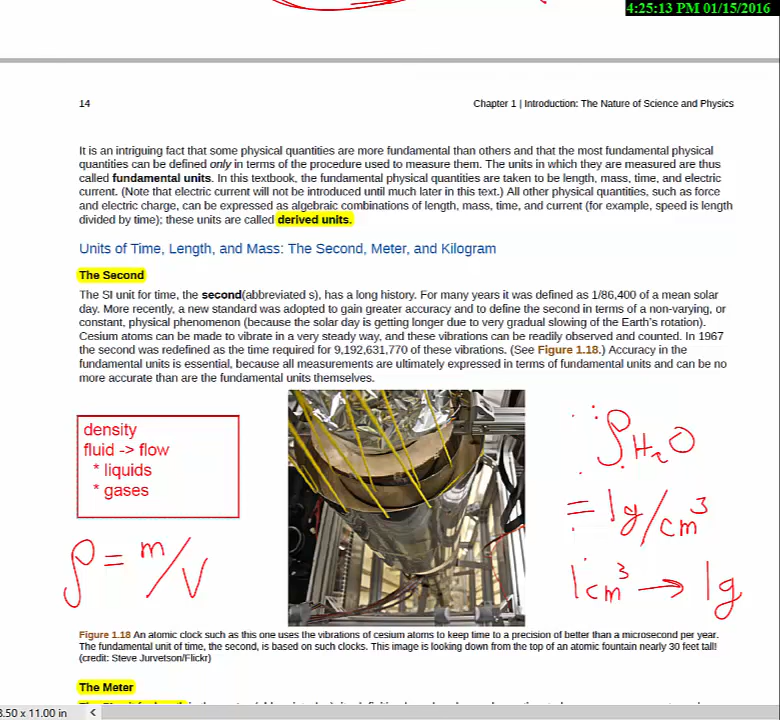 4:25:13 PM 01/15/2016
14
Chapter 1 | Introduction: The Nature of Science and Physics
It is an intriguing fact that some physical quantities are more fundamental than others and that the most fundamental physical
quantities can be defined only in terms of the procedure used to measure them. The units in which they are measured are thus
called fundamental units. In this textbook, the fundamental physical quantities are taken to be length, mass, time, and electric
current. (Note that electric current will not be introduced until much later in this text.) All other physical quantities, such as force
and electric charge, can be expressed as algebraic combinations of length, mass, time, and current (for example, speed is length
divided by time); these units are called derived units.
Units of Time, Length, and Mass: The Second, Meter, and Kilogram
The Second
The SI unit for time, the second(abbreviated s), has a long history. For many years it was defined as 1/86,400 of a mean solar
day. More recently, a new standard was adopted to gain greater accuracy and to define the second in terms of a non-varying, or
constant, physical phenomenon (because the solar day is getting longer due to very gradual slowing of the Earth's rotation).
Cesium atoms can be made to vibrate in a very steady way, and these vibrations can be readily observed and counted. In 1967
the second was redefined as the time required for 9,192,631,770 of these vibrations. (See Figure 1.18.) Accuracy in the
fundamental units is essential, because all measurements are ultimately expressed in terms of fundamental units and can be no
more accurate than are the fundamental units themselves.
density
fluid -> flow
* liquids
* gases
ρ = m/V
ρH₂O
= 1g/cm³
1cm³ → 1g
Figure 1.18 An atomic clock such as this one uses the vibrations of cesium atoms to keep time to a precision of better than a microsecond per year.
The fundamental unit of time, the second, is based on such clocks. This image is looking down from the top of an atomic fountain nearly 30 feet tall!
(credit: Steve Jurvetson/Flickr)
The Meter
8.50 x 11.00 in